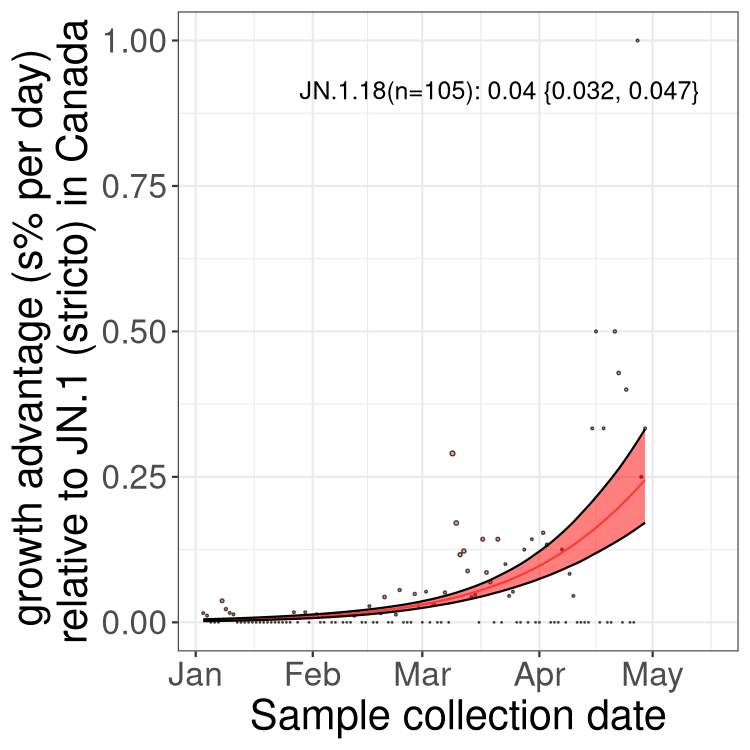 growth advantage (s% per day)
relative to JN.1 (stricto) in Canada
1.00
0.75
0.50
0.25
0.00
JN.1.18(n=105): 0.04 {0.032, 0.047}
Jan
Feb
Mar
Apr
May
Sample collection date